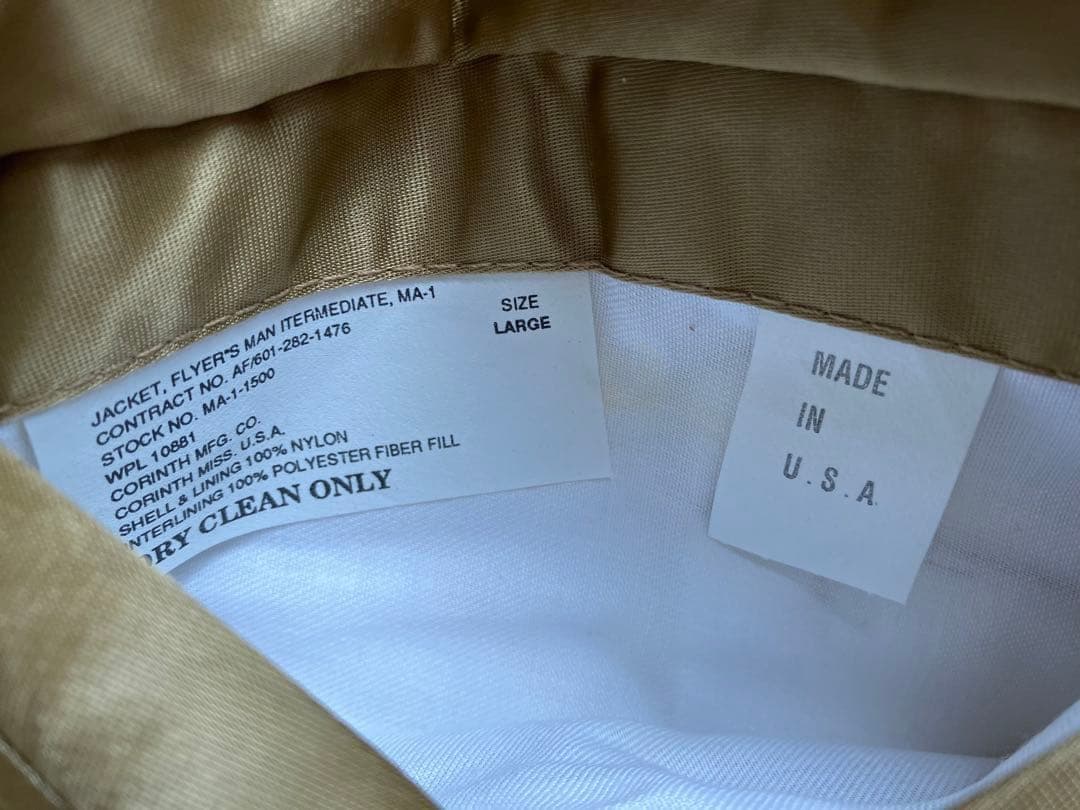 JACKET, FLYER"S MAN ITERMEDIATE, MA-1
CONTRACT NO. AF/601-282-1476
STOCK NO. MA-1-1500
WPL 10881
CORINTH MFG. CO.
CORINTH MISS. U.S.A.
SHELL & LINING 100% NYLON
INTERLINING 100% POLYESTER FIBER FILL
DRY CLEAN ONLY
SIZE
LARGE
MADE
IN
U.S.A